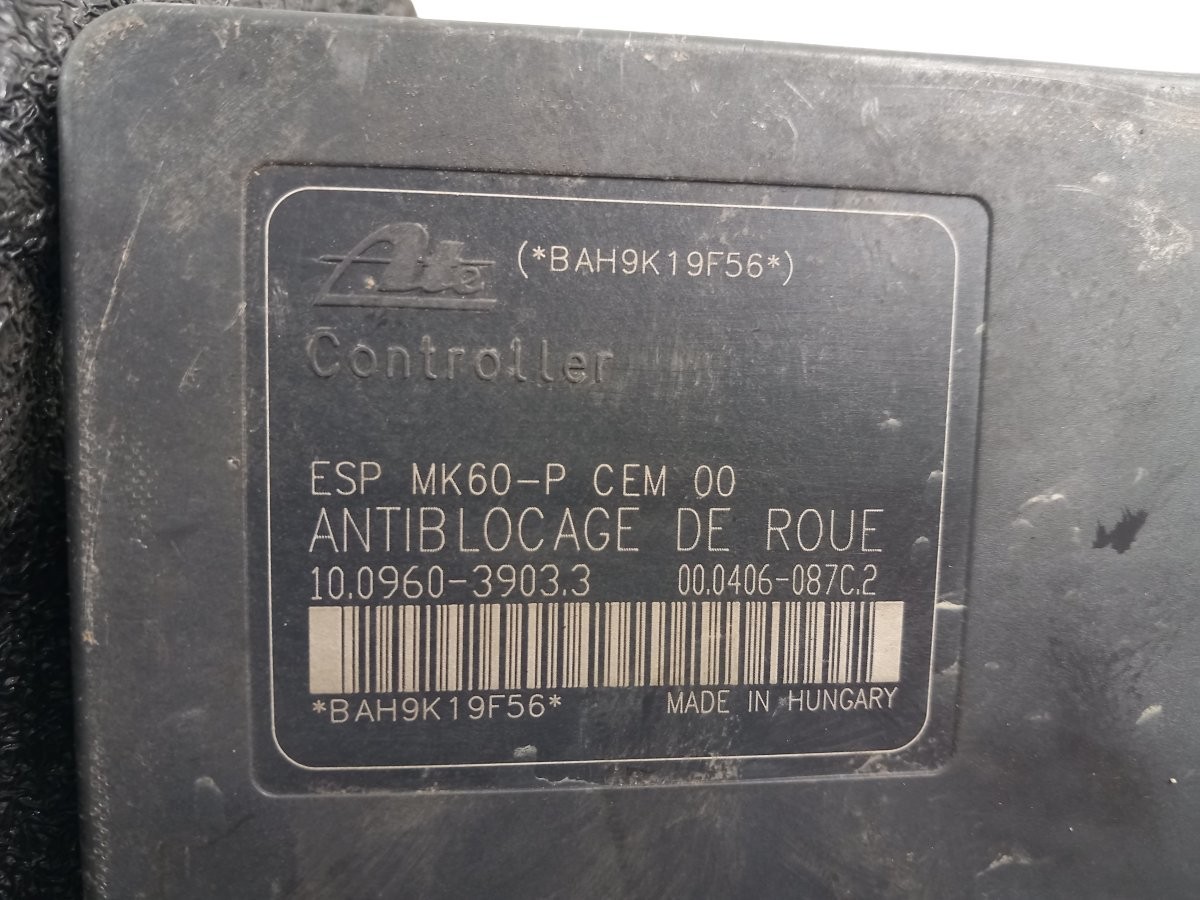 Ate (*BAH9K19F56*)
Controller
ESP MK60-P CEM 00
ANTIBLOCAGE DE ROUE
10.0960-3903.3 00.0406-087C.2
*BAH9K19F56* MADE IN HUNGARY